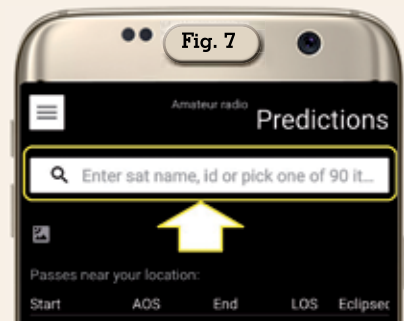 Fig. 7
Amateur radio
Predictions
Enter sat name, id or pick one of 90 it...
Passes near your location:
Start AOS End LOS Eclipsed